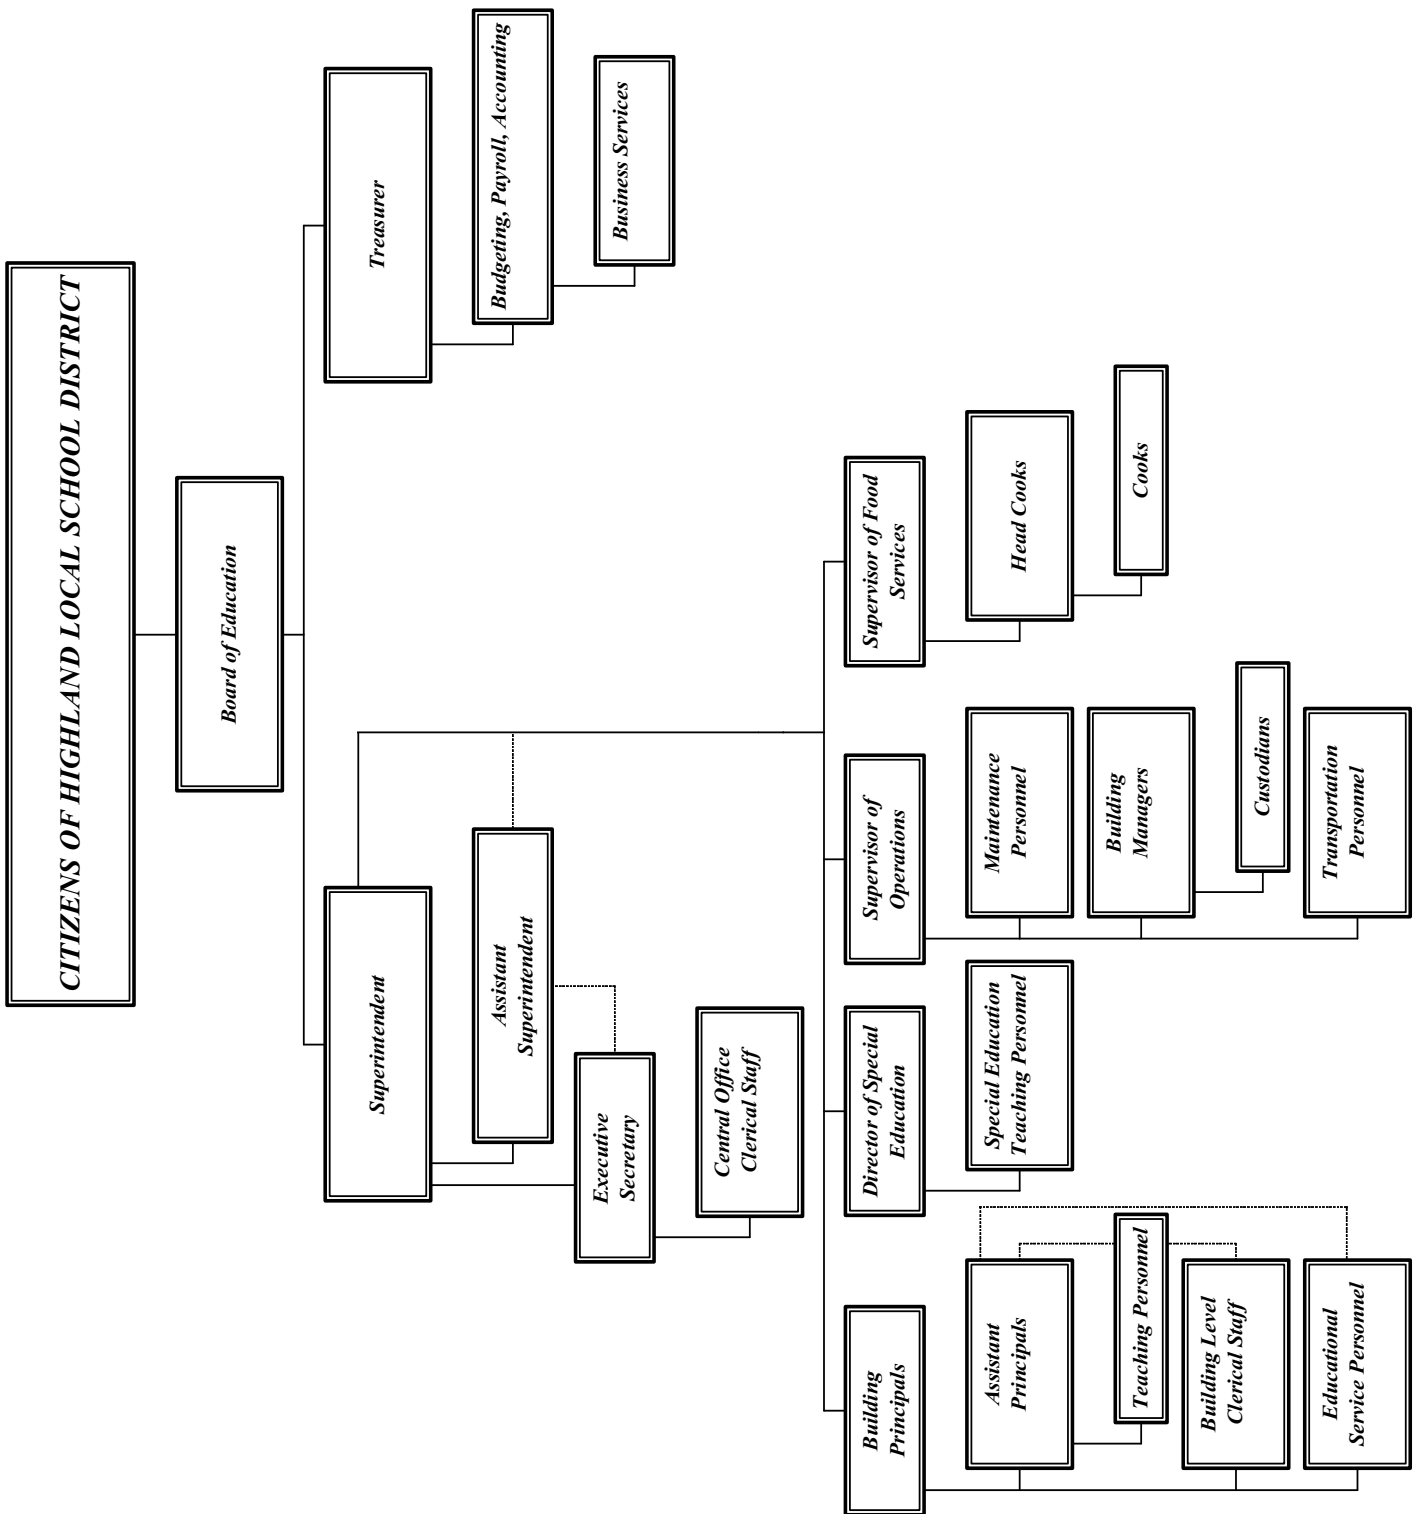 CITIZENS OF HIGHLAND LOCAL SCHOOL DISTRICT
Board of Education
Superintendent
Treasurer
Assistant
Superintendent
Budgeting, Payroll, Accounting
Executive
Secretary
Business Services
Central Office
Clerical Staff
Building
Principals
Director of Special
Education
Supervisor of
Operations
Supervisor of Food
Services
Assistant
Principals
Special Education
Teaching Personnel
Maintenance
Personnel
Head Cooks
Teaching Personnel
Building
Managers
Cooks
Building Level
Clerical Staff
Custodians
Educational
Service Personnel
Transportation
Personnel